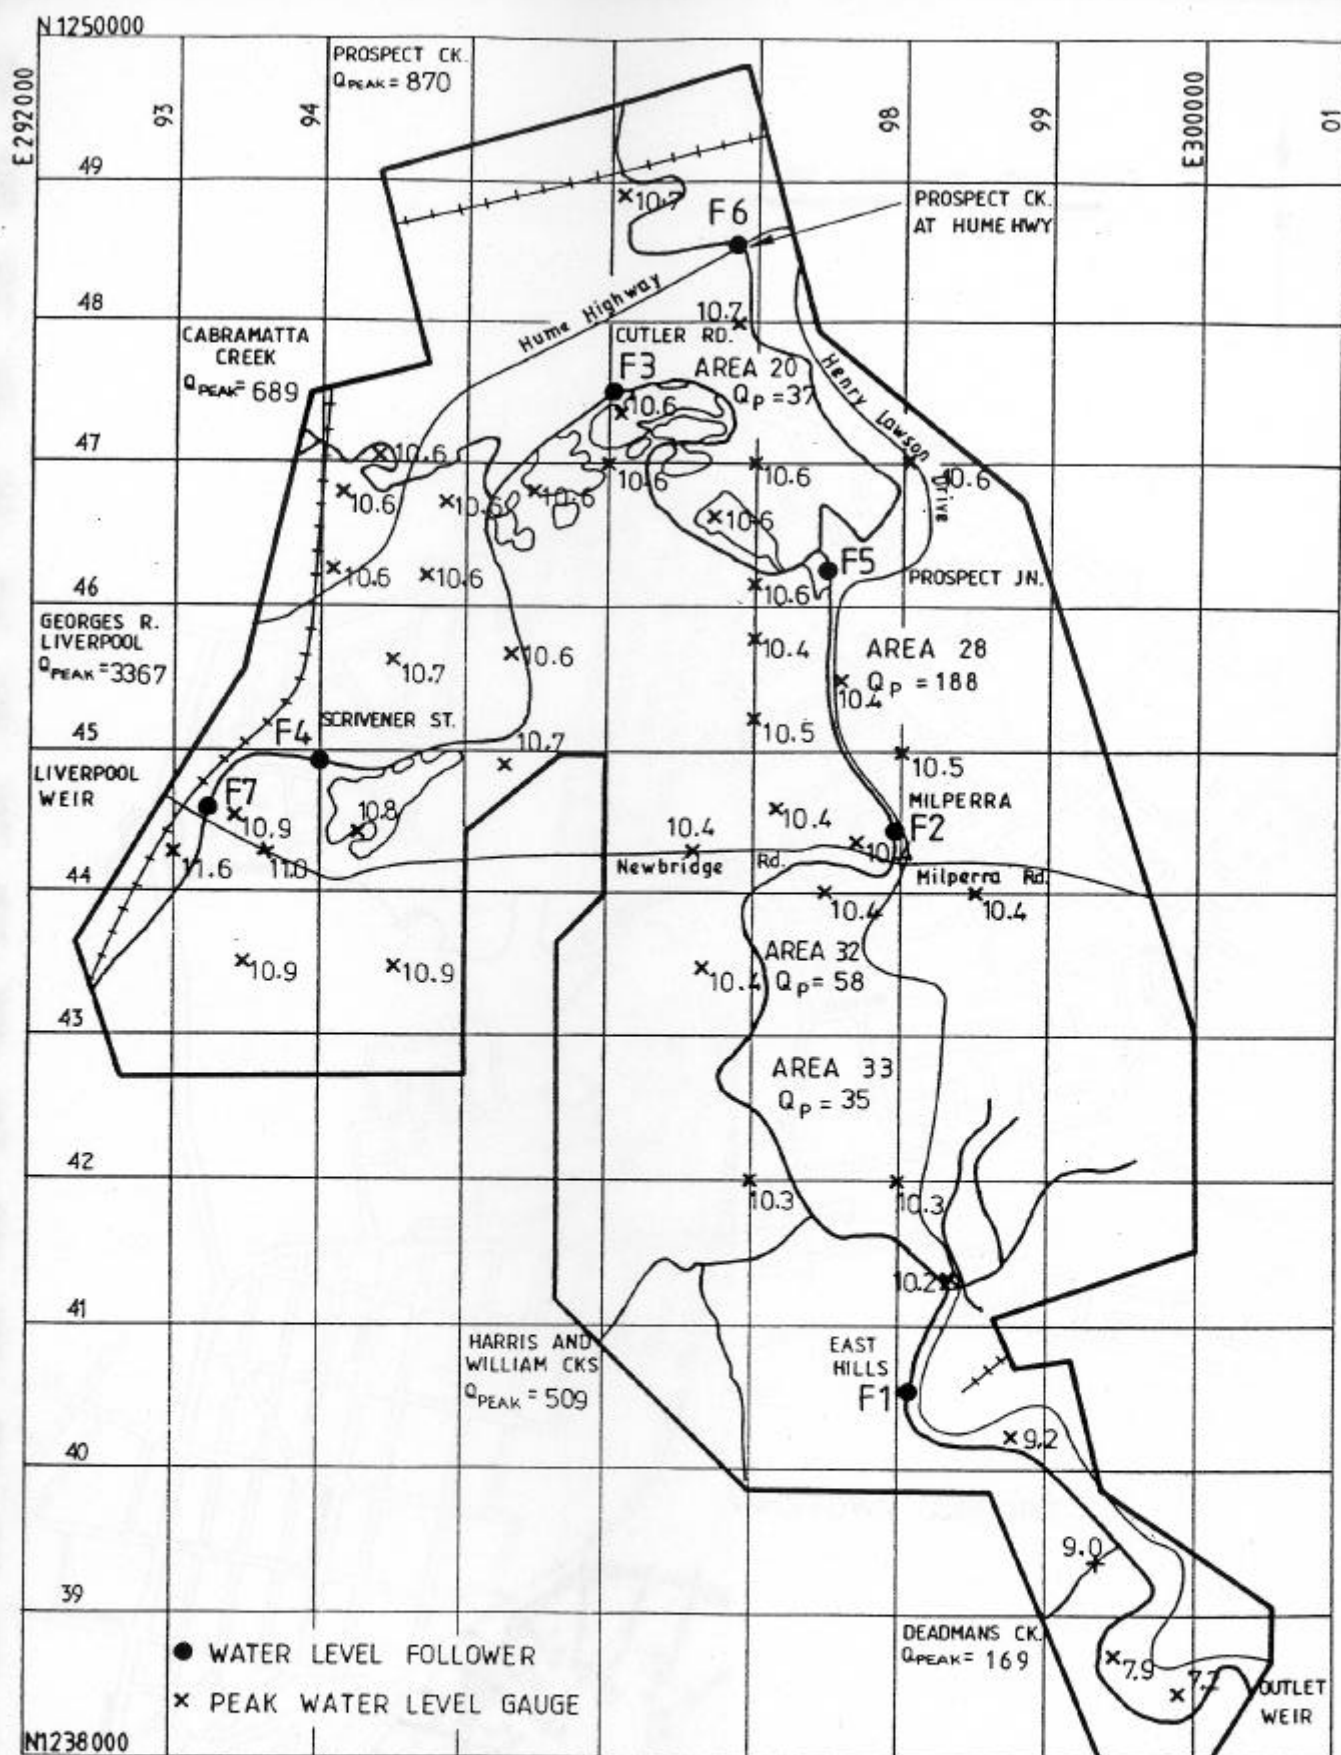 N 1250000
E 292000
93
94
98
99
E300000
01
PROSPECT CK.
QPEAK = 870
49
10.7
F6
PROSPECT CK.
AT HUME HWY
48
Hume Highway
10.7
CUTLER RD.
CABRAMATTA
CREEK
QPEAK = 689
F3
AREA 20
QP = 37
Henry Lawson Drive
10.6
47
10.6
10.6
10.6
10.6
10.6
10.6
10.6
10.6
10.6
F5
10.6
10.6
10.6
PROSPECT JN.
46
GEORGES R.
LIVERPOOL
QPEAK = 3367
10.7
10.6
10.4
AREA 28
QP = 188
10.4
SCRIVENER ST.
F4
45
10.7
10.5
10.5
LIVERPOOL
WEIR
F7
10.9
10.8
10.4
10.4
MILPERRA
F2
11.6
11.0
10.4
Newbridge Rd.
Milperra Rd.
44
10.4
10.4
10.9
10.9
10.4
AREA 32
QP = 58
43
AREA 33
QP = 35
42
10.3
10.3
10.2
41
HARRIS AND
WILLIAM CKS
QPEAK = 509
EAST
HILLS
F1
40
9.2
9.0
39
DEADMANS CK.
QPEAK = 169
7.9
7.2
OUTLET
WEIR
● WATER LEVEL FOLLOWER
× PEAK WATER LEVEL GAUGE
N1238000